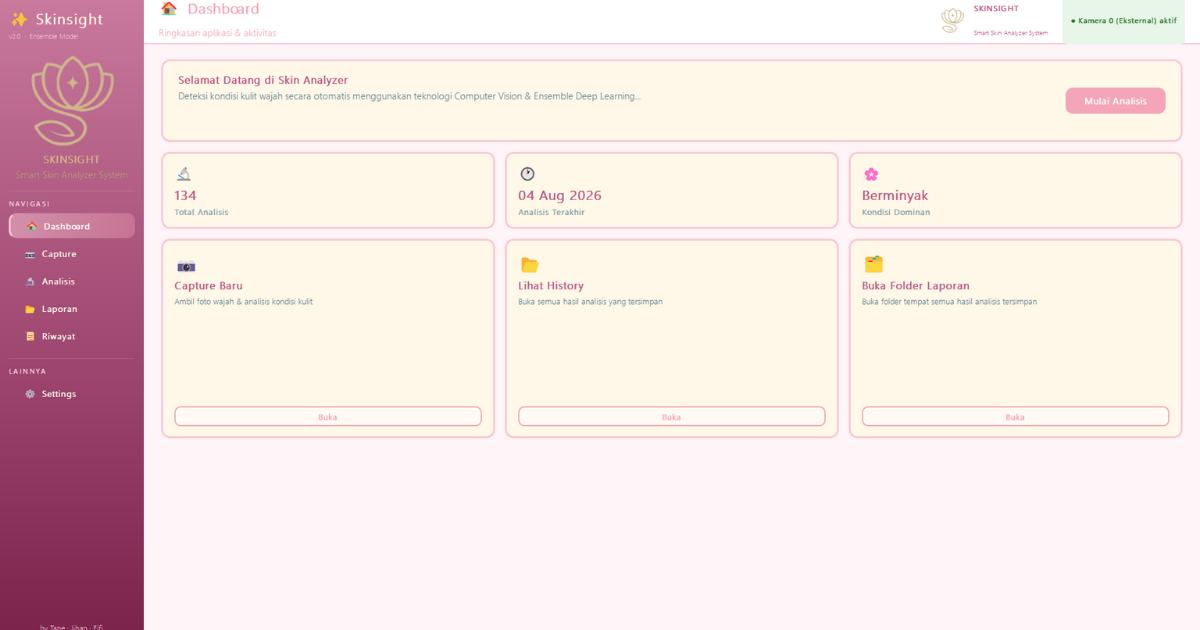 Skinsight
v2.0 · Ensemble Model
SKINSIGHT
Smart Skin Analyzer System
NAVIGASI
Dashboard
Capture
Analisis
Laporan
Riwayat
LAINNYA
Settings
by Tane · Jihan · Fifi
Dashboard
Ringkasan aplikasi & aktivitas
SKINSIGHT
Smart Skin Analyzer System
● Kamera 0 (Eksternal) aktif
Selamat Datang di Skin Analyzer
Deteksi kondisi kulit wajah secara otomatis menggunakan teknologi Computer Vision & Ensemble Deep Learning...
Mulai Analisis
134
Total Analisis
04 Aug 2026
Analisis Terakhir
Berminyak
Kondisi Dominan
Capture Baru
Ambil foto wajah & analisis kondisi kulit
Buka
Lihat History
Buka semua hasil analisis yang tersimpan
Buka
Buka Folder Laporan
Buka folder tempat semua hasil analisis tersimpan
Buka